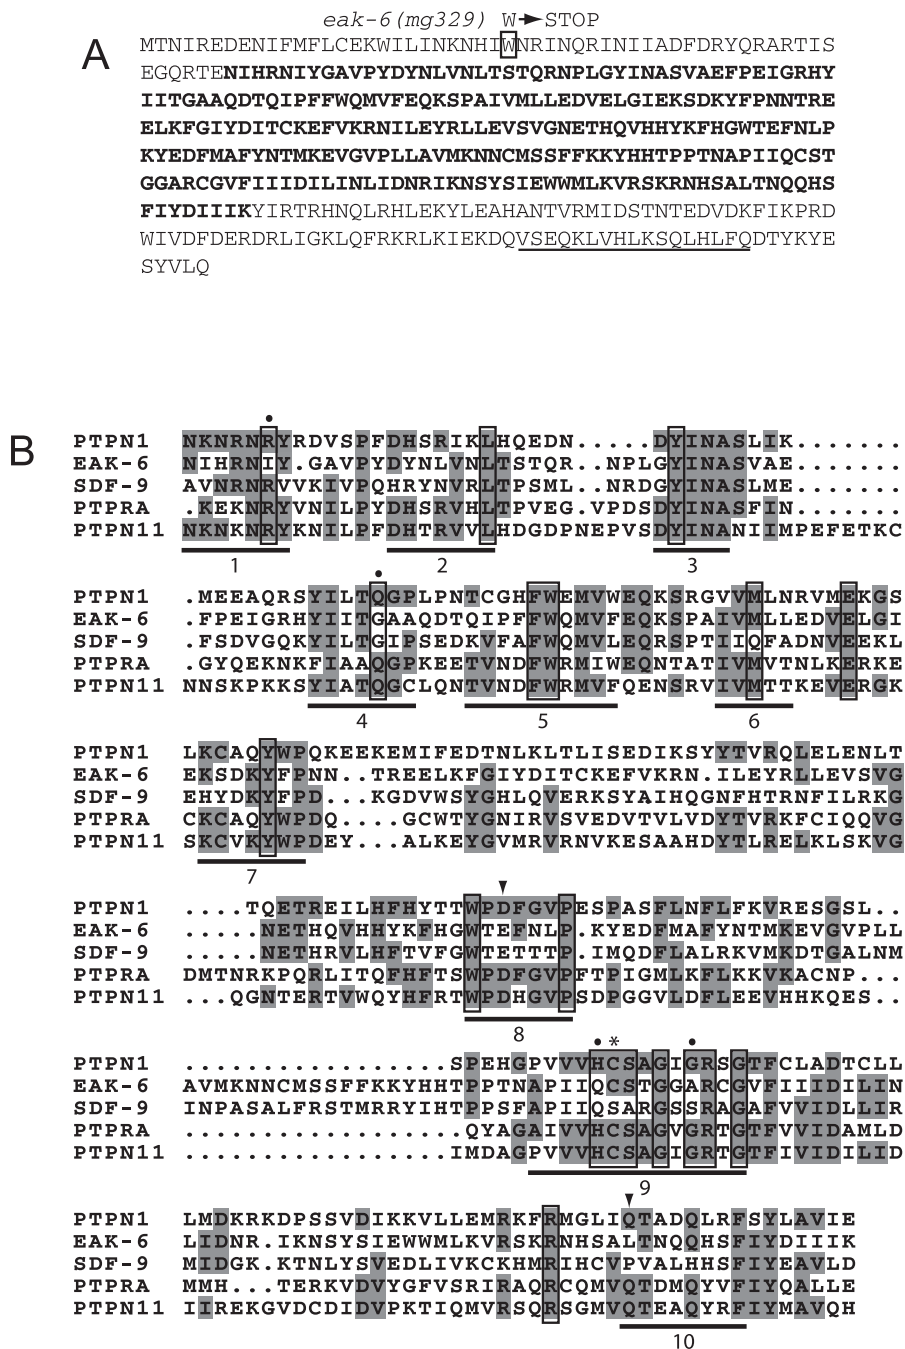 eak-6(mg329) W→STOP
A
MTNIREDENIFMFLCEKWILINKNHIWNRINQRINIIADFDRYQRARTIS
EGQRTENIHRNIYGAVPYDYNLVNLTSTQRNPLGYINASVAEFPEIGRHY
IITGAAQDTQIPFFWQMVFEQKSPAIVMLLEDVELGIEKSDKYFPNNTRE
ELKFGIYDITCKEFVKRNILEYRLLEVSVGNETHQVHHYKFHGWTEFNLP
KYEDFMAFYNTMKEVGVPLLAVMKNNCMSSFFKKYHHTPPTNAPIIQCST
GGARCGVFIIIDILINLIDNRIKNSYSIEWWMLKVRSKRNHSALTNQQHS
FIYDIIIKYIRTRHNQLRHLEKYLEAHANTVRMIDSTNTEDVDKFIKPRD
WIVDFDERDRLIGKLQFRKRLKIEKDQVSEQKLVHLKSQLHLFQDTYKYE
SYVLQ
B
PTPN1 NKNRNRYRDVSPFDHSRIKLHQEDN.....DYINASLIK.......
EAK-6 NIHRNIY.GAVPYDYNLVNLTSTQR..NPLGYINASVAE.......
SDF-9 AVNRNRVVKIVPQHRYNVRLTPSML..NRDGYINASLME.......
PTPRA .KEKNRYVNILPYDHSRVHLTPVEG.VPDSDYINASFIN.......
PTPN11 NKNKNRYKNILPFDHTRVVLHDGDPNEPVSDYINANIIMPEFETKC
1 2 3
PTPN1 .MEEAQRSYILTQGPLPNTCGHFWEMVWEQKSRGVVMLNRVMEKGS
EAK-6 .FPEIGRHYIITGAAQDTQIPFFWQMVFEQKSPAIVMLLEDVELGI
SDF-9 .FSDVGQKYILTGIPSEDKVFAFWQMVLEQRSPTIIQFADNVEEKL
PTPRA .GYQEKNKFIAAQGPKEETVNDFWRMIWEQNTATIVMVTNLKERKE
PTPN11 NNSKPKKSYIATQGCLQNTVNDFWRMVFQENSRVIVMTTKEVERGK
4 5 6
PTPN1 LKCAQYWPQKEEKEMIFEDTNLKLTLISEDIKSYYTVRQLELENLT
EAK-6 EKSDKYFPNN..TREELKFGIYDITCKEFVKRN.ILEYRLLEVSVG
SDF-9 EHYDKYFPD...KGDVWSYGHLQVERKSYAIHQGNFHTRNFILRKG
PTPRA CKCAQYWPDQ....GCWTYGNIRVSVEDVTVLVDYTVRKFCIQQVG
PTPN11 SKCVKYWPDEY...ALKEYGVMRVRNVKESAAHDYTLRELKLSKVG
7
PTPN1 ....TQETREILHFHYTTWPDFGVPESPASFLNFLFKVRESGSL..
EAK-6 .....NETHQVHHYKFHGWTEFNLP.KYEDFMAFYNTMKEVGVPLL
SDF-9 .....NETHRVLHFTVFGWTETTTP.IMQDFLALRKVMKDTGALNM
PTPRA DMTNRKPQRLITQFHFTSWPDFGVPFTPIGMLKFLKKVKACNP...
PTPN11 ...QGNTERTVWQYHFRTWPDHGVPSDPGGVLDFLEEVHHKQES..
8
PTPN1 .................SPEHGPVVVHCSAGIGRSGTFCLADTCLL
EAK-6 AVMKNNCMSSFFKKYHHTPPTNAPIIQCSTGGARCGVFIIIDILIN
SDF-9 INPASALFRSTMRRYIHTPPSFAPIIQSARGSSRAGAFVVIDLLIR
PTPRA ..................QYAGAIVVHCSAGVGRTGTFVVIDAMLD
PTPN11 .................IMDAGPVVVHCSAGIGRTGTFIVIDILID
9
PTPN1 LMDKRKDPSSVDIKKVLLEMRKFRMGLIQTADQLRFSYLAVIE
EAK-6 LIDNR.IKNSYSIEWWMLKVRSKRNHSALTNQQHSFIYDIIIK
SDF-9 MIDGK.KTNLYSVEDLIVKCKHMRIHCVPVALHHSFIYEAVLD
PTPRA MMH...TERKVDVYGFVSRIRAQRCQMVQTDMQYVFIYQALLE
PTPN11 IIREKGVDCDIDVPKTIQMVRSQRSGMVQTEAQYRFIYMAVQH
10